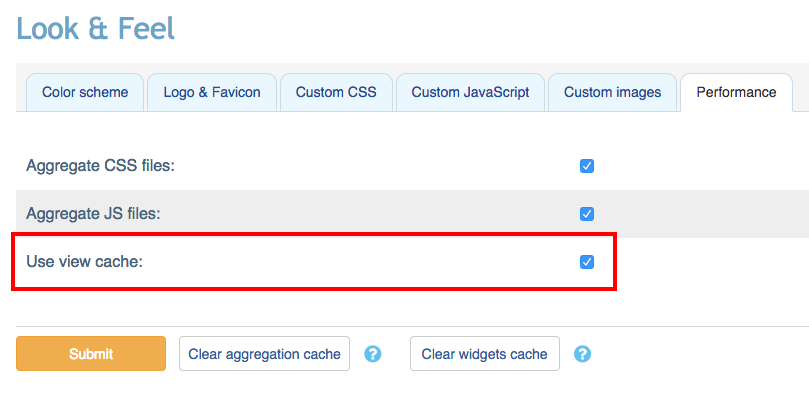 Look & Feel
Color scheme Logo & Favicon Custom CSS Custom JavaScript Custom images Performance
Aggregate CSS files:
Aggregate JS files:
Use view cache:
Submit Clear aggregation cache ? Clear widgets cache ?